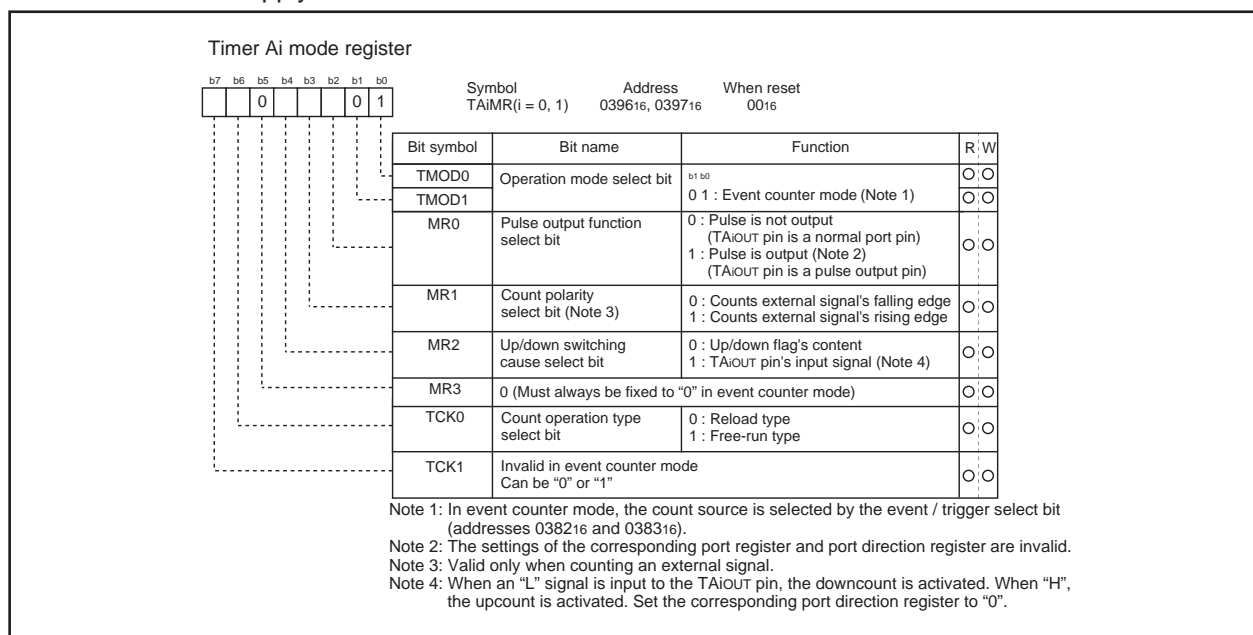 Timer Ai mode register
b7 b6 b5 b4 b3 b2 b1 b0
0 0 1
Symbol Address When reset
TAiMR(i = 0, 1) 039616, 039716 0016
Bit symbol Bit name Function R W
TMOD0 Operation mode select bit b1 b0
TMOD1 0 1 : Event counter mode (Note 1)
MR0 Pulse output function
select bit
0 : Pulse is not output
(TAiOUT pin is a normal port pin)
1 : Pulse is output (Note 2)
(TAiOUT pin is a pulse output pin)
MR1 Count polarity
select bit (Note 3)
0 : Counts external signal's falling edge
1 : Counts external signal's rising edge
MR2 Up/down switching
cause select bit
0 : Up/down flag's content
1 : TAiOUT pin's input signal (Note 4)
MR3 0 (Must always be fixed to “0” in event counter mode)
TCK0 Count operation type
select bit
0 : Reload type
1 : Free-run type
TCK1 Invalid in event counter mode
Can be “0” or “1”
Note 1: In event counter mode, the count source is selected by the event / trigger select bit
(addresses 038216 and 038316).
Note 2: The settings of the corresponding port register and port direction register are invalid.
Note 3: Valid only when counting an external signal.
Note 4: When an “L” signal is input to the TAiOUT pin, the downcount is activated. When “H”,
the upcount is activated. Set the corresponding port direction register to “0”.